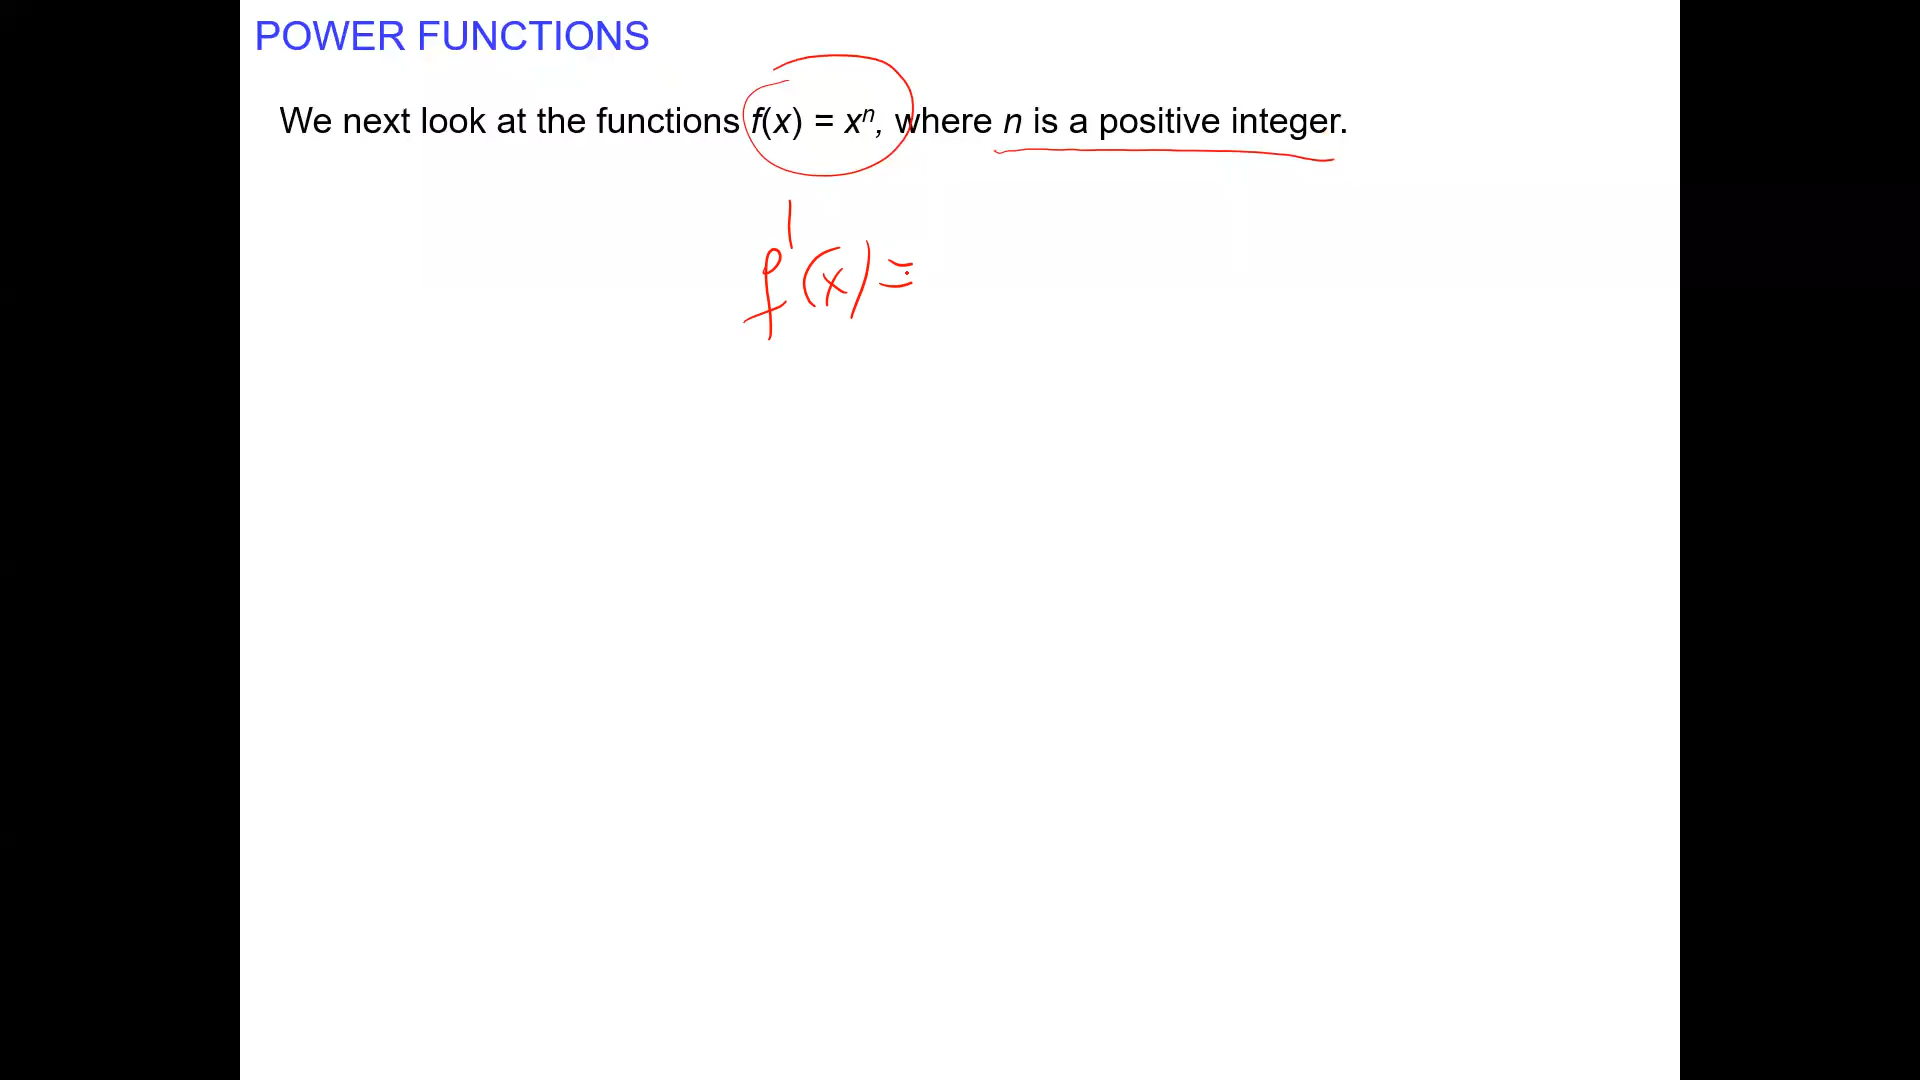 POWER FUNCTIONS
We next look at the functions f(x) = xⁿ, where n is a positive integer.
f'(x) =